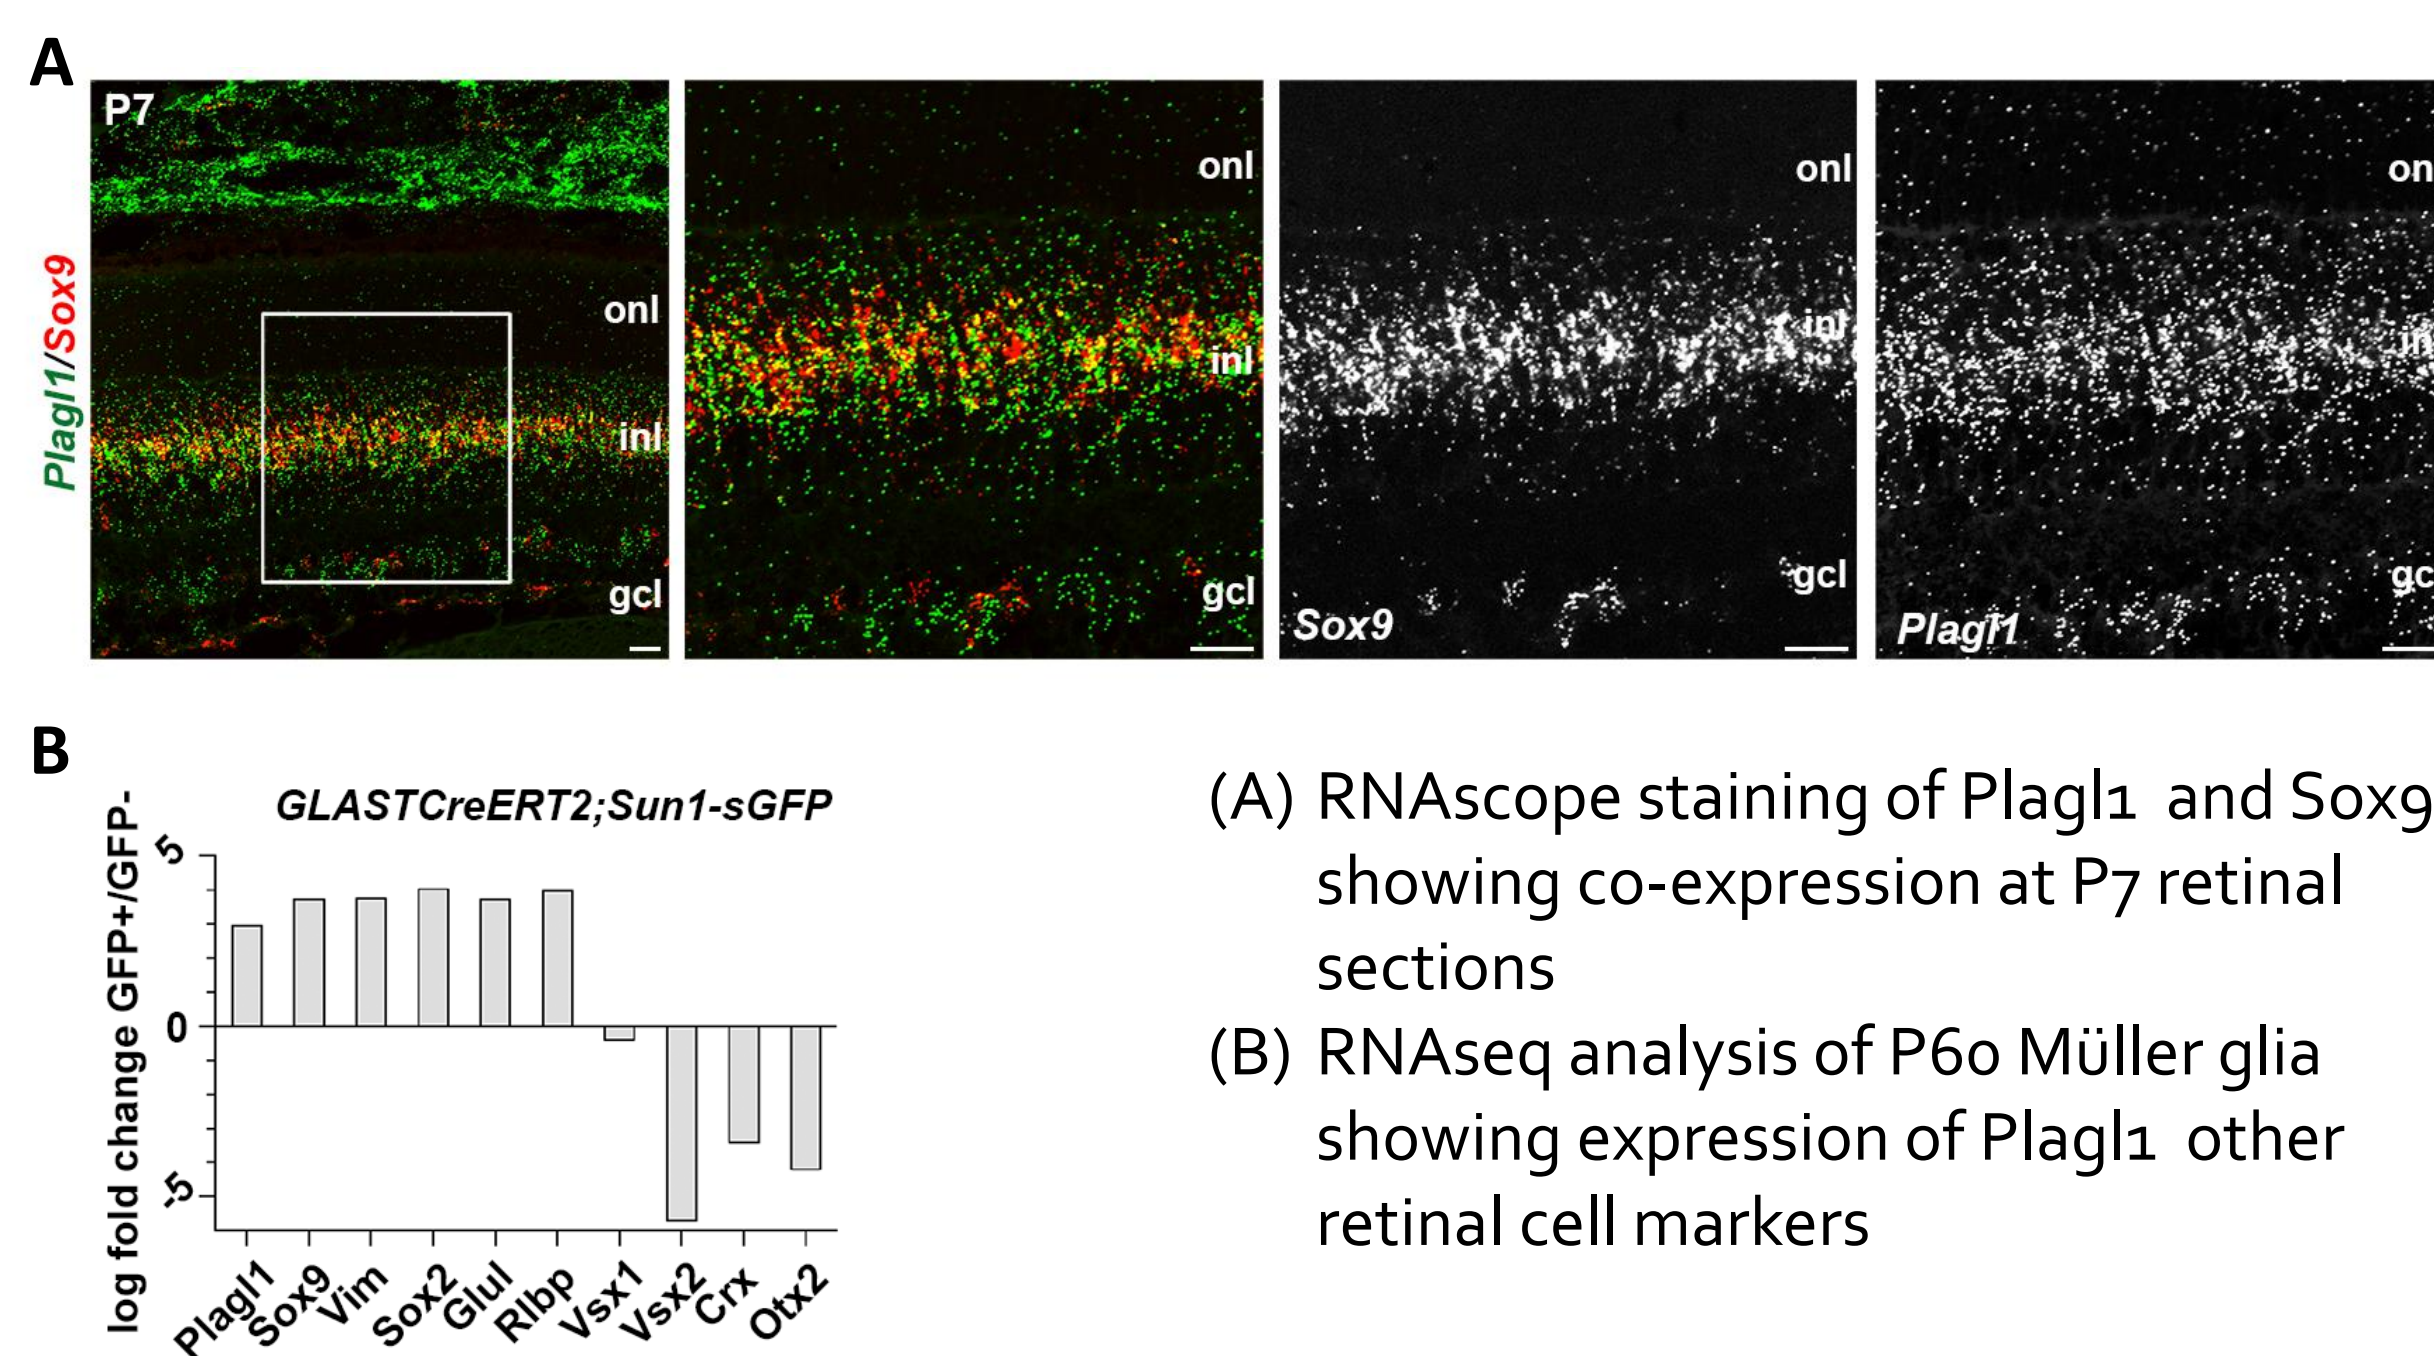 A
P7
onl
inl
gcl
Plagl1/Sox9
onl
inl
gcl
onl
inl
gcl
Sox9
on
in
gc
Plagl1
B
GLASTCreERT2;Sun1-sGFP
log fold change GFP+/GFP-
5
0
-5
Plagl1
Sox9
Vim
Sox2
Glul
Rlbp
Vsx1
Vsx2
Crx
Otx2
(A) RNAscope staining of Plagl1 and Sox9
showing co-expression at P7 retinal
sections
(B) RNAseq analysis of P60 Müller glia
showing expression of Plagl1 other
retinal cell markers